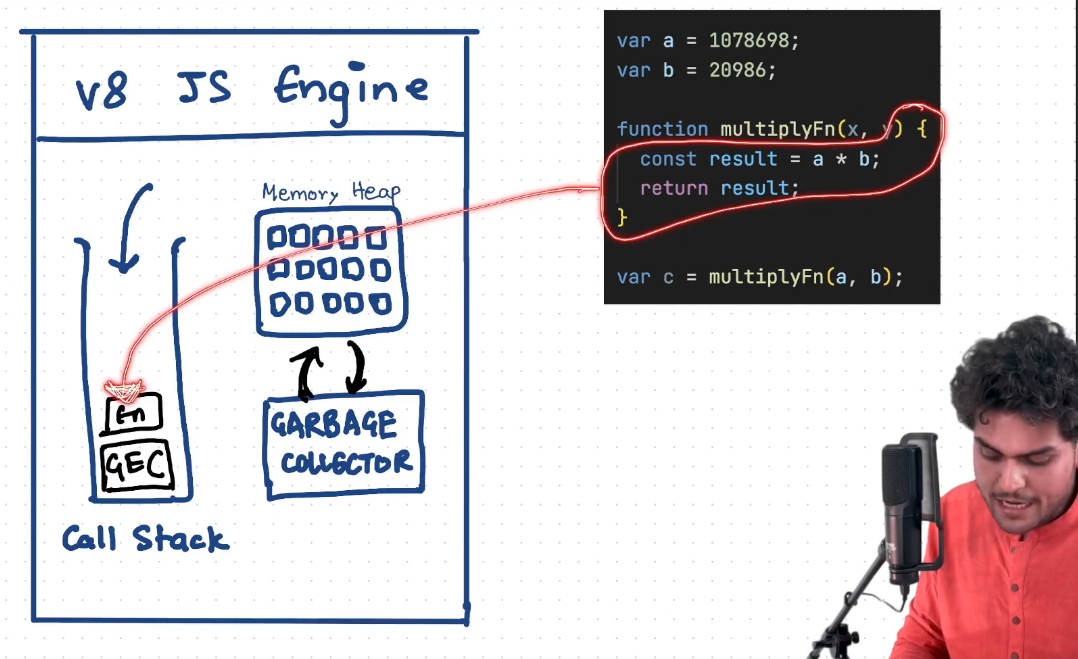 v8 JS Engine
Memory Heap
fn
GEC
Call Stack
GARBAGE
COLLECTOR
var a = 1078698;
var b = 20986;
function multiplyFn(x, y) {
const result = a * b;
return result;
}
var c = multiplyFn(a, b);